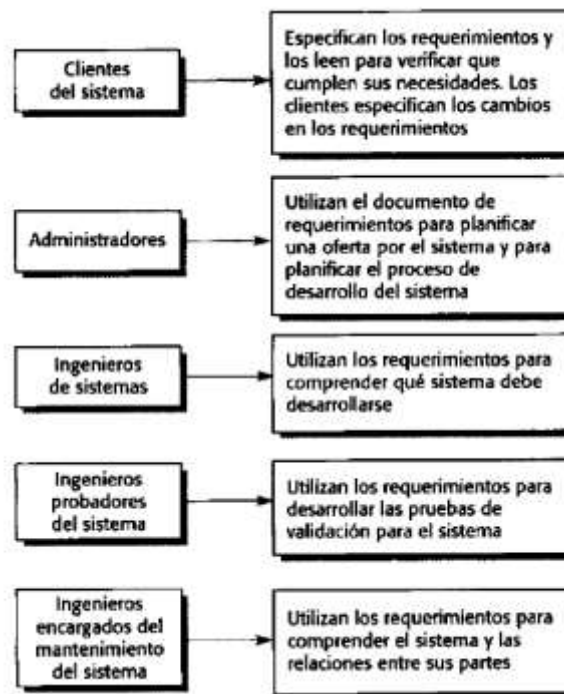 Clientes
del sistema
Especifican los requerimientos y
los leen para verificar que
cumplen sus necesidades. Los
clientes especifican los cambios
en los requerimientos
Administradores
Utilizan el documento de
requerimientos para planificar
una oferta por el sistema y para
planificar el proceso de
desarrollo del sistema
Ingenieros
de sistemas
Utilizan los requerimientos para
comprender qué sistema debe
desarrollarse
Ingenieros
probadores
del sistema
Utilizan los requerimientos para
desarrollar las pruebas de
validación para el sistema
Ingenieros
encargados del
mantenimiento
del sistema
Utilizan los requerimientos para
comprender el sistema y las
relaciones entre sus partes